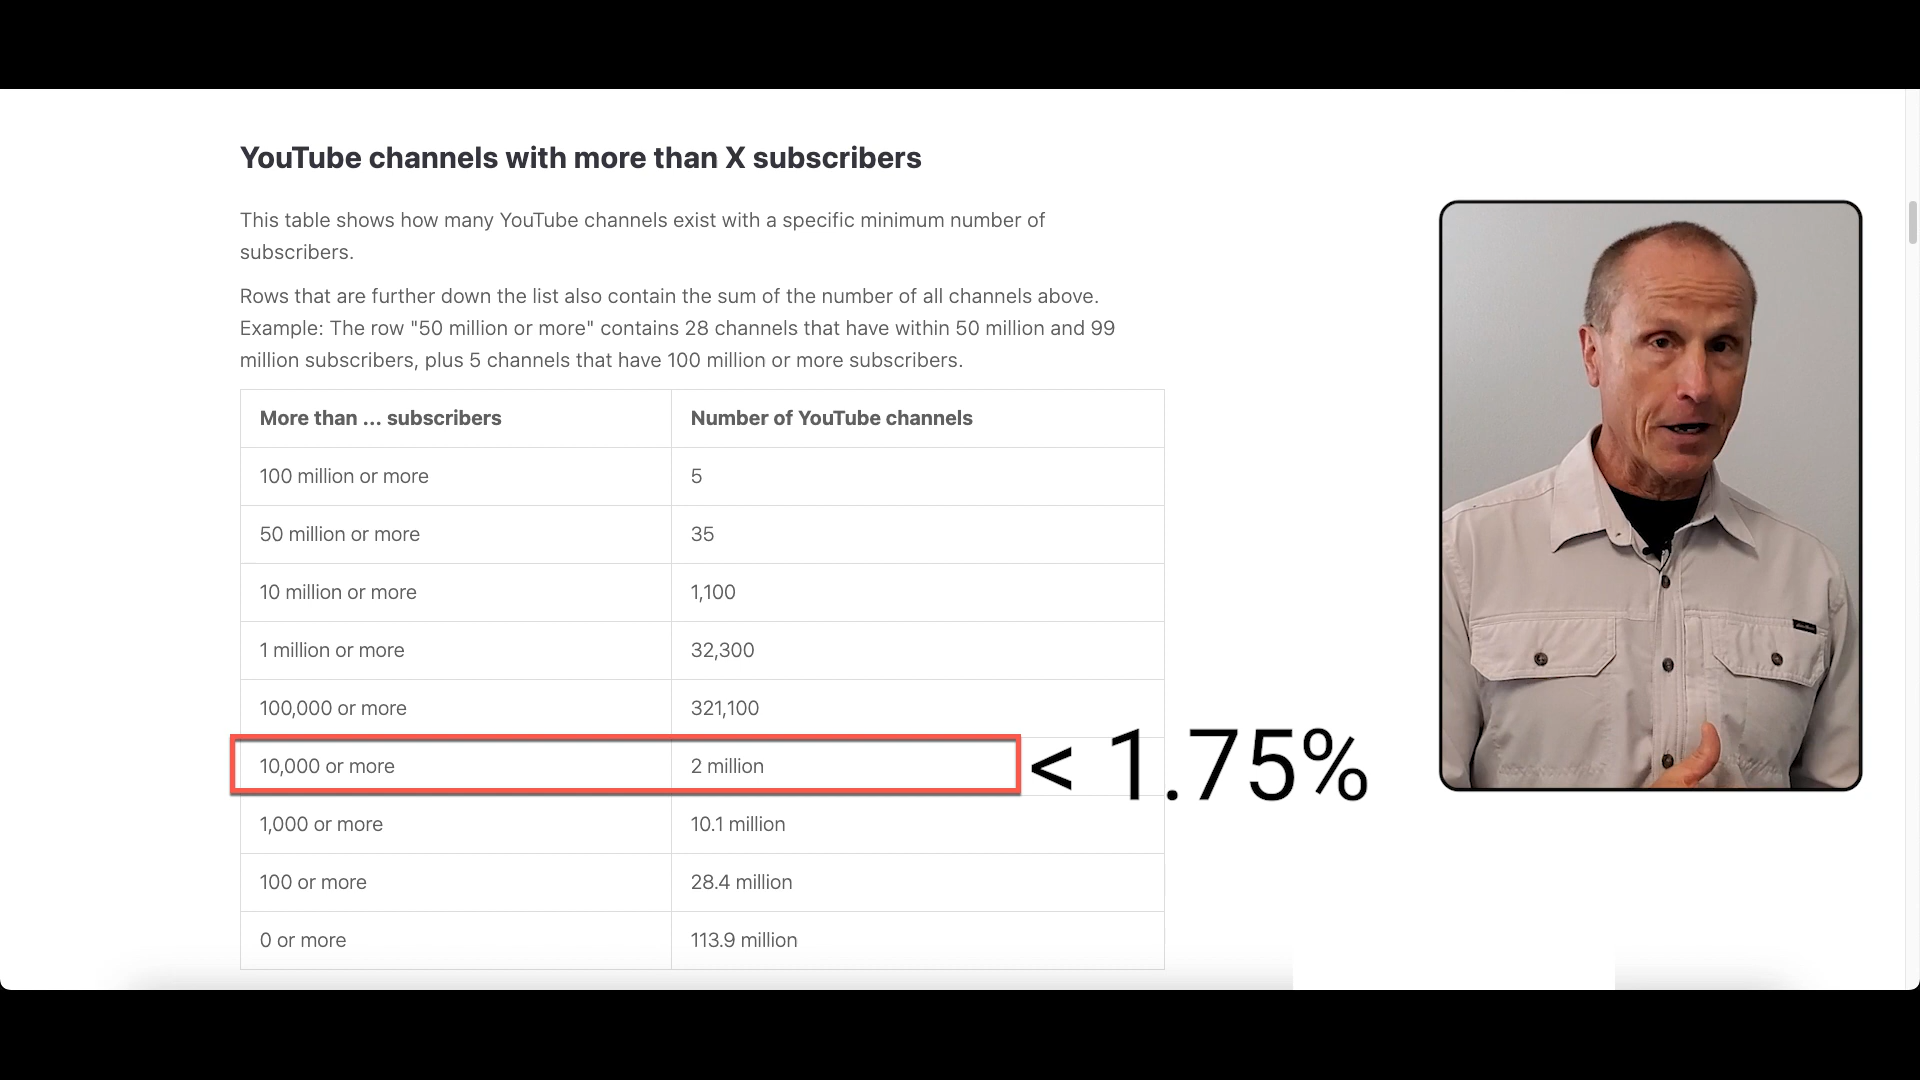 YouTube channels with more than X subscribers
This table shows how many YouTube channels exist with a specific minimum number of
subscribers.
Rows that are further down the list also contain the sum of the number of all channels above.
Example: The row "50 million or more" contains 28 channels that have within 50 million and 99
million subscribers, plus 5 channels that have 100 million or more subscribers.
More than ... subscribers Number of YouTube channels
100 million or more 5
50 million or more 35
10 million or more 1,100
1 million or more 32,300
100,000 or more 321,100
10,000 or more 2 million < 1.75%
1,000 or more 10.1 million
100 or more 28.4 million
0 or more 113.9 million